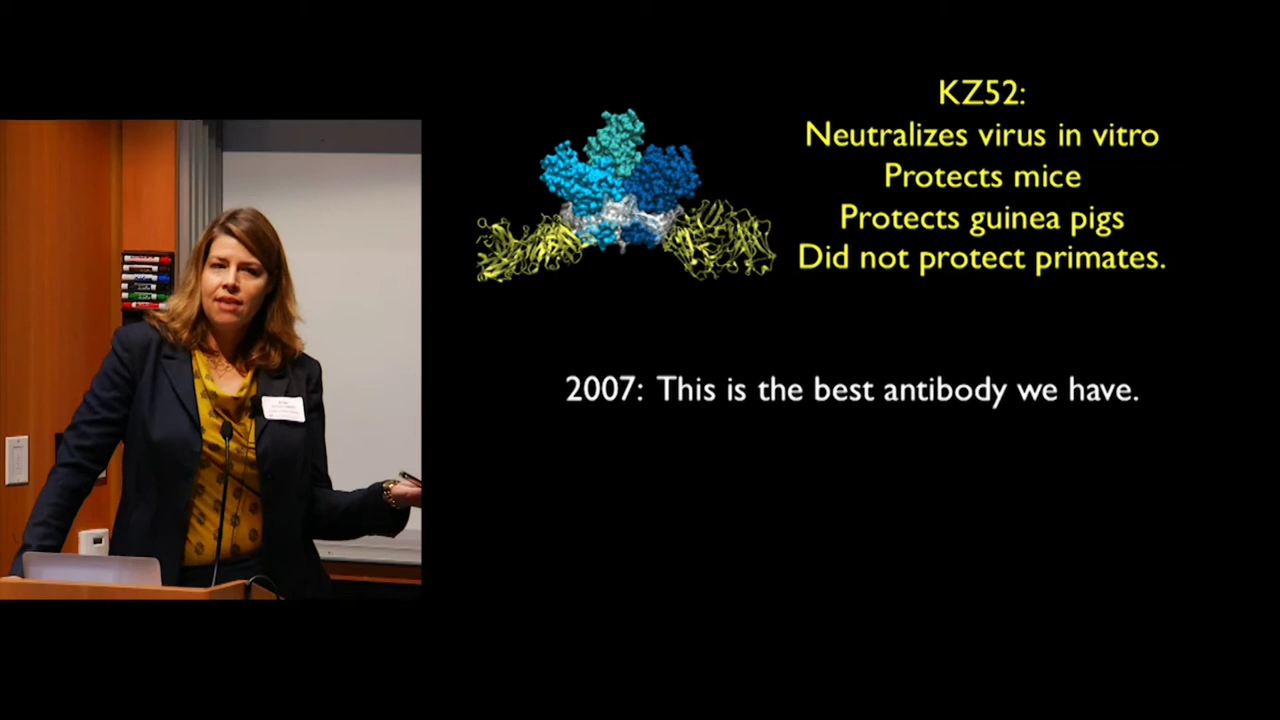 KZ52:
Neutralizes virus in vitro
Protects mice
Protects guinea pigs
Did not protect primates.
2007: This is the best antibody we have.